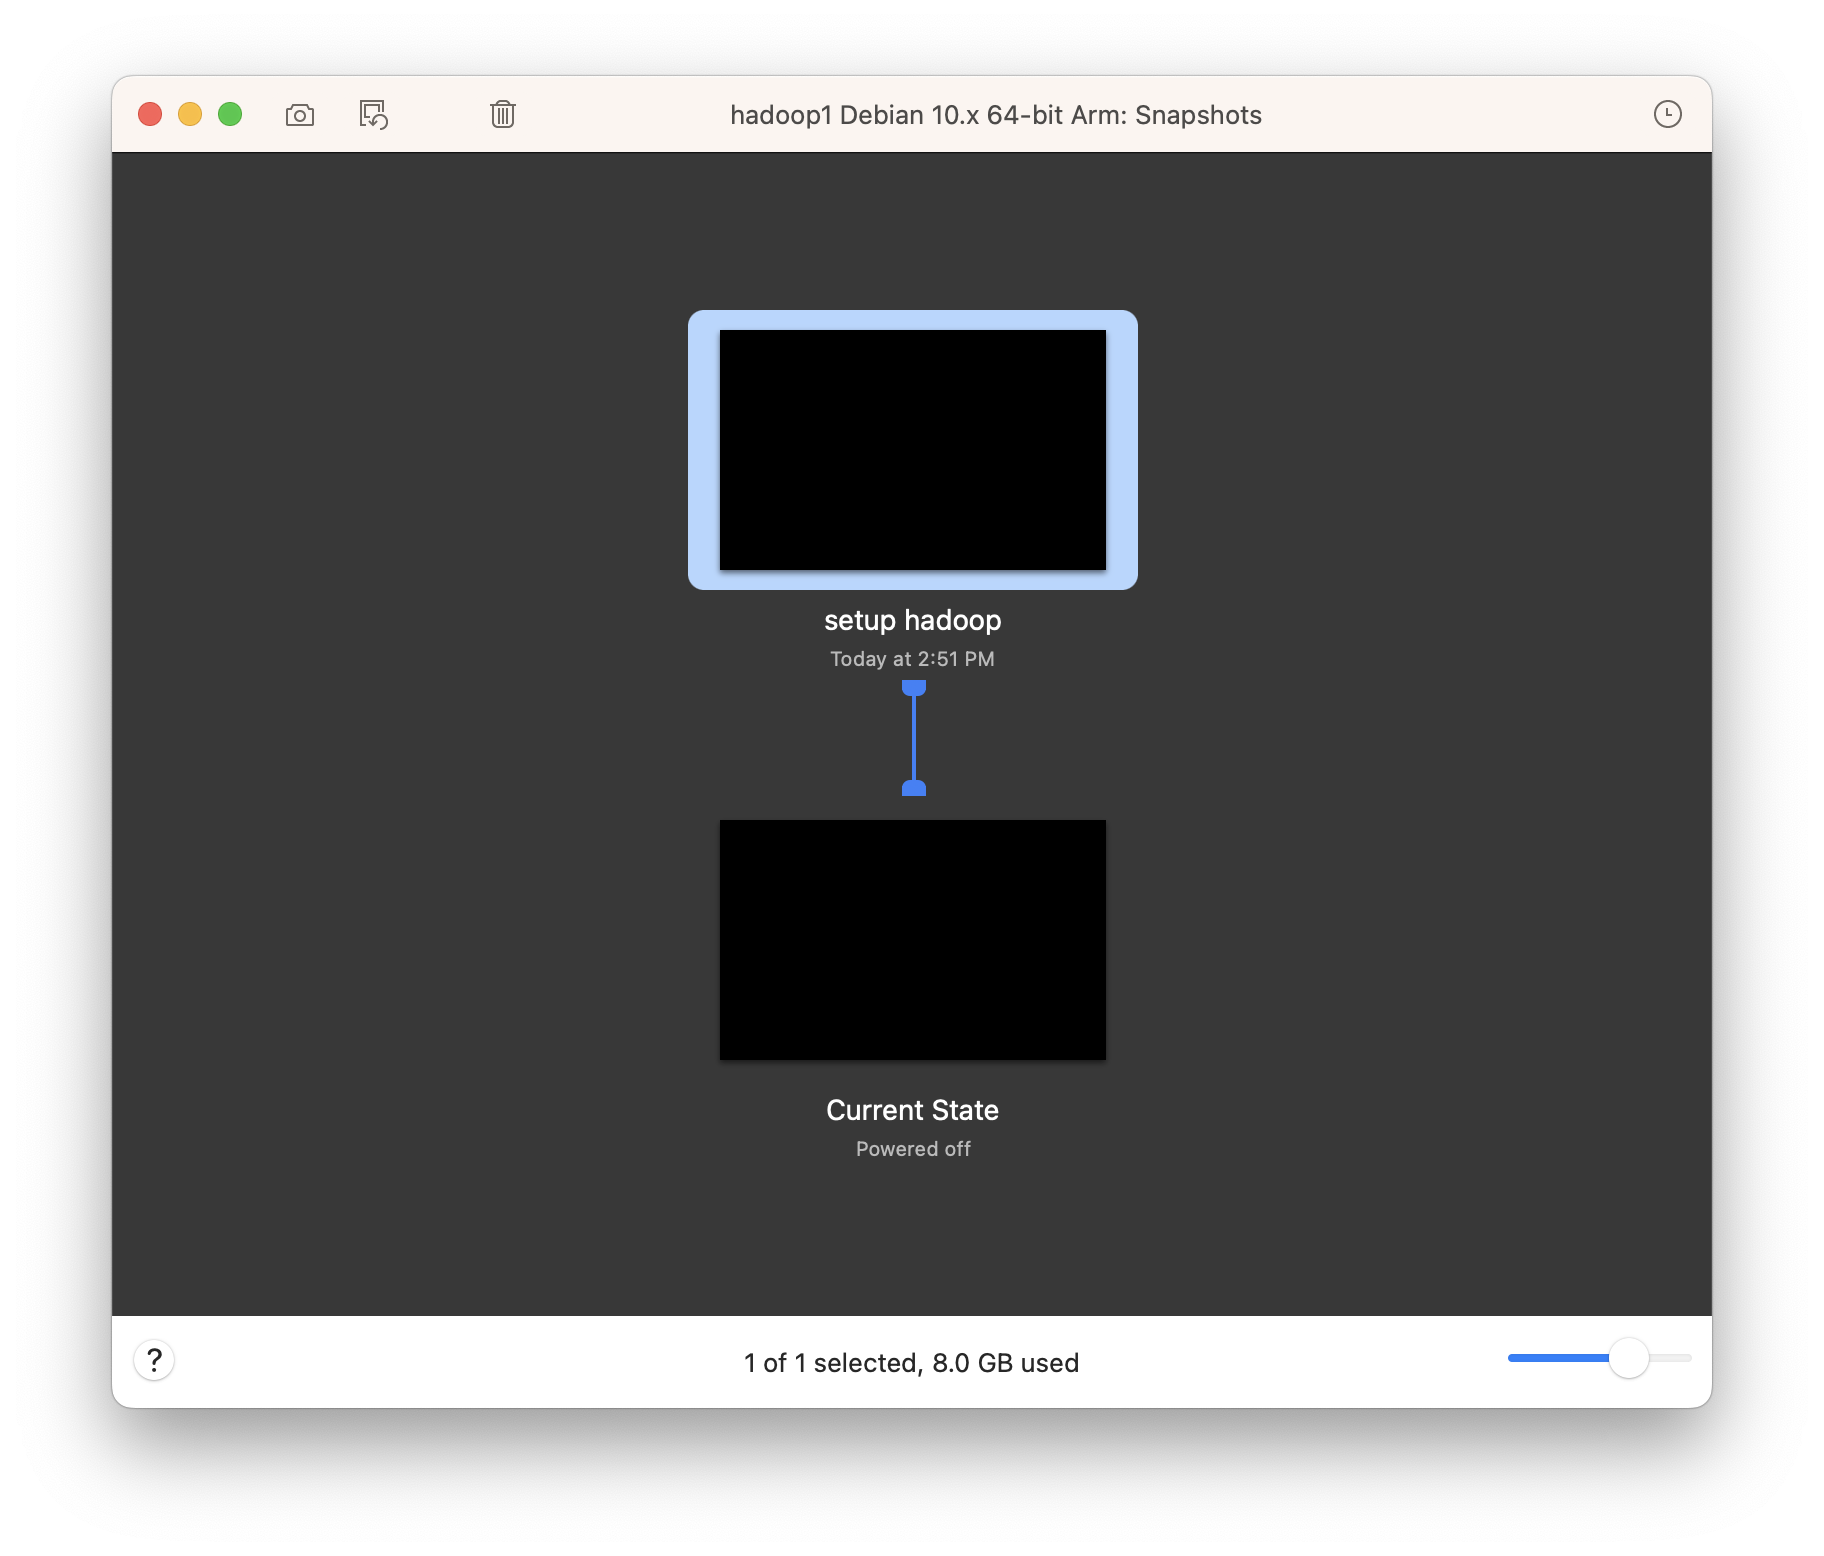 hadoop1 Debian 10.x 64-bit Arm: Snapshots
setup hadoop
Today at 2:51 PM
Current State
Powered off
?
1 of 1 selected, 8.0 GB used